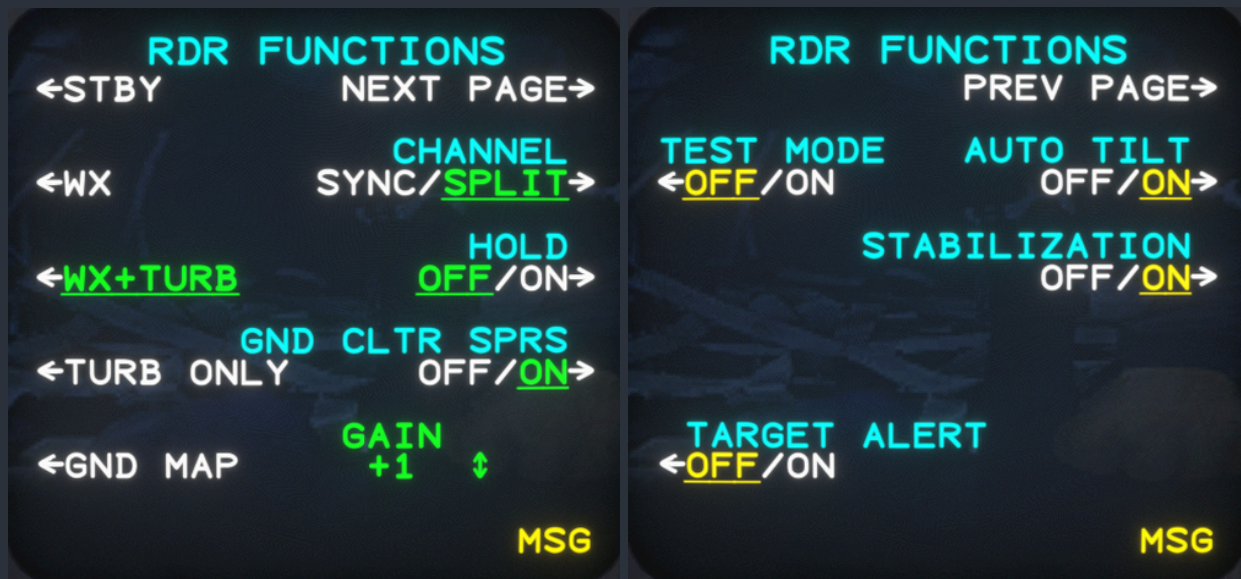 RDR FUNCTIONS
←STBY NEXT PAGE→
CHANNEL
←WX SYNC/SPLIT→
HOLD
←WX+TURB OFF/ON→
GND CLTR SPRS
←TURB ONLY OFF/ON→
GAIN
←GND MAP +1 ↕
MSG
RDR FUNCTIONS
PREV PAGE→
TEST MODE AUTO TILT
←OFF/ON OFF/ON→
STABILIZATION
OFF/ON→
TARGET ALERT
←OFF/ON
MSG